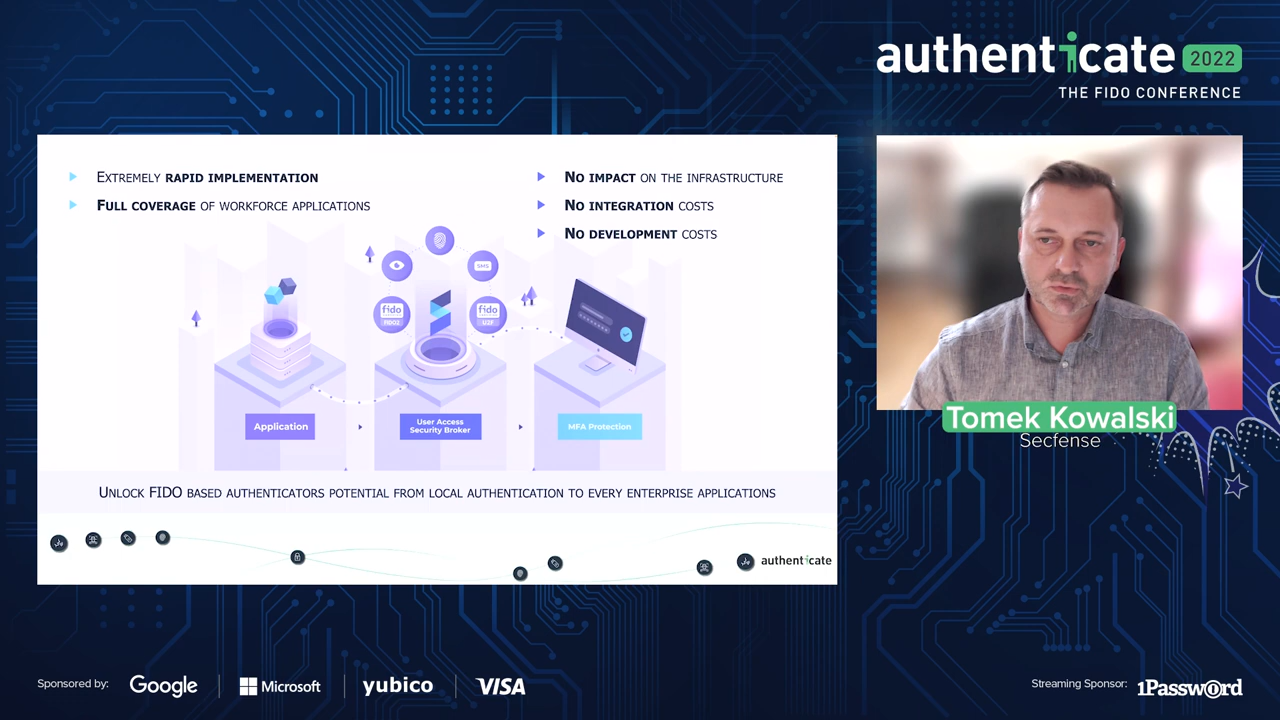 authenticate 2022
THE FIDO CONFERENCE
EXTREMELY RAPID IMPLEMENTATION
FULL COVERAGE OF WORKFORCE APPLICATIONS
NO IMPACT ON THE INFRASTRUCTURE
NO INTEGRATION COSTS
NO DEVELOPMENT COSTS
SMS
fido
FIDO2
fido
U2F
Application
User Access
Security Broker
MFA Protection
UNLOCK FIDO BASED AUTHENTICATORS POTENTIAL FROM LOCAL AUTHENTICATION TO EVERY ENTERPRISE APPLICATIONS
authenticate
Tomek Kowalski
Secfense
Sponsored by:
Google
Microsoft
yubico
VISA
Streaming Sponsor:
1Password